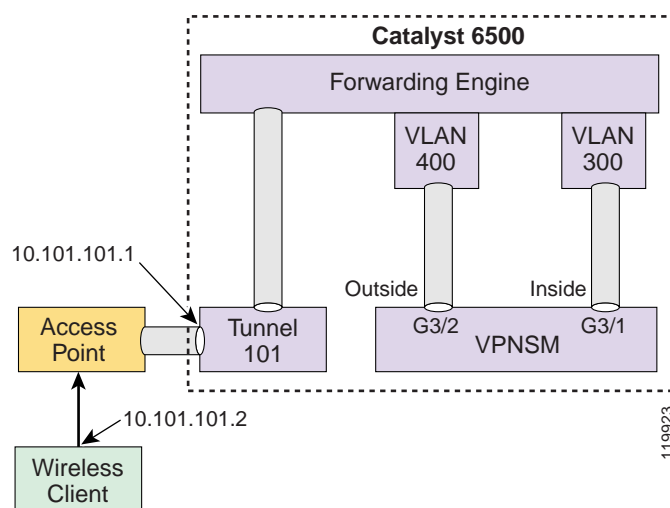 Catalyst 6500
Forwarding Engine
VLAN
400
VLAN
300
10.101.101.1
Outside
Inside
Access
Point
Tunnel
101
G3/2
G3/1
VPNSM
10.101.101.2
Wireless
Client
119923